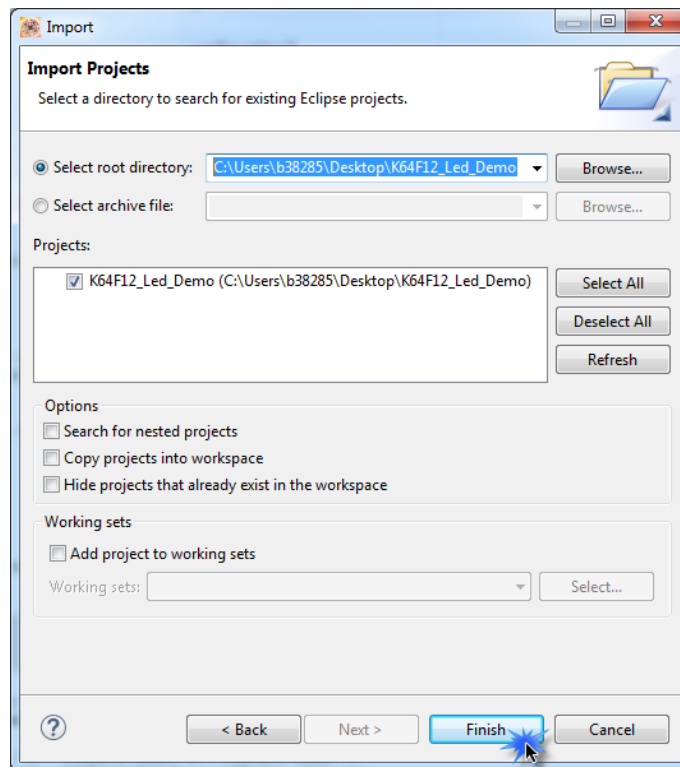 Import
Import Projects
Select a directory to search for existing Eclipse projects.
Select root directory: C:\Users\b38285\Desktop\K64F12_Led_Demo Browse...
Select archive file: Browse...
Projects:
K64F12_Led_Demo (C:\Users\b38285\Desktop\K64F12_Led_Demo) Select All
Deselect All
Refresh
Options
Search for nested projects
Copy projects into workspace
Hide projects that already exist in the workspace
Working sets
Add project to working sets
Working sets: Select...
? < Back Next > Finish Cancel